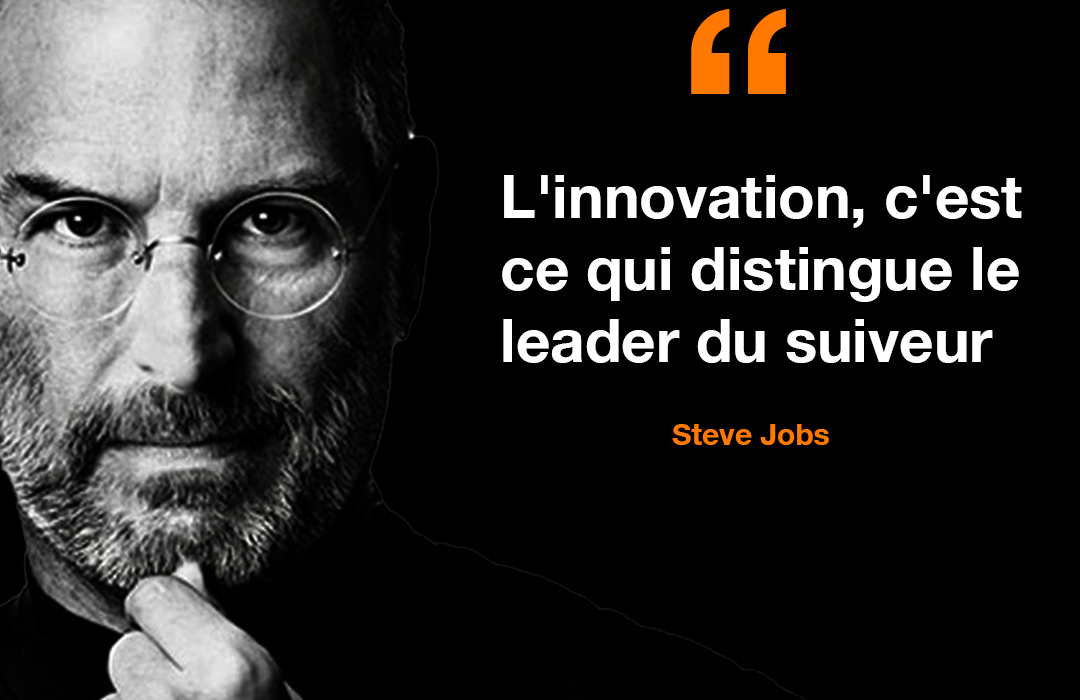 L'innovation, c'est
ce qui distingue le
leader du suiveur
Steve Jobs